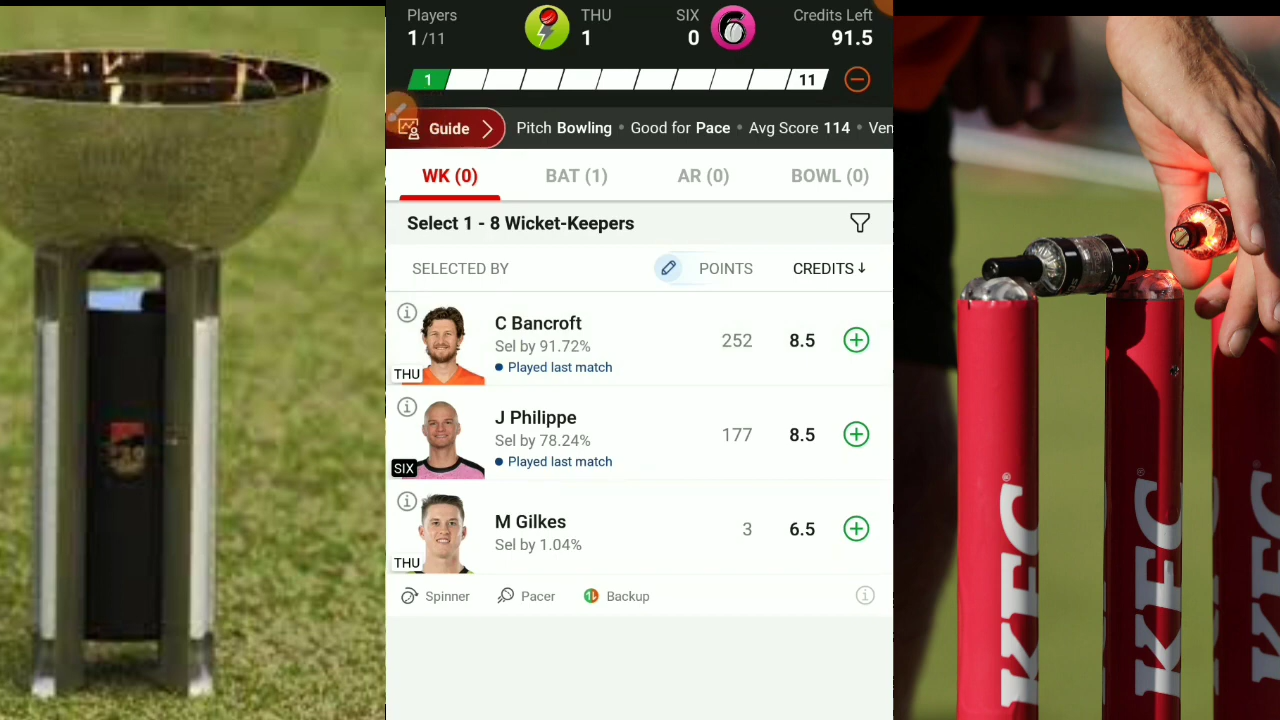 Players
1 /11
THU
1
SIX
0
Credits Left
91.5
1
11
Guide
Pitch Bowling • Good for Pace • Avg Score 114 • Ven
WK (0)
BAT (1)
AR (0)
BOWL (0)
Select 1 - 8 Wicket-Keepers
SELECTED BY
POINTS
CREDITS↓
C Bancroft
Sel by 91.72%
Played last match
THU
252
8.5
J Philippe
Sel by 78.24%
Played last match
SIX
177
8.5
M Gilkes
Sel by 1.04%
THU
3
6.5
Spinner
Pacer
Backup
KFC
KFC
KFC